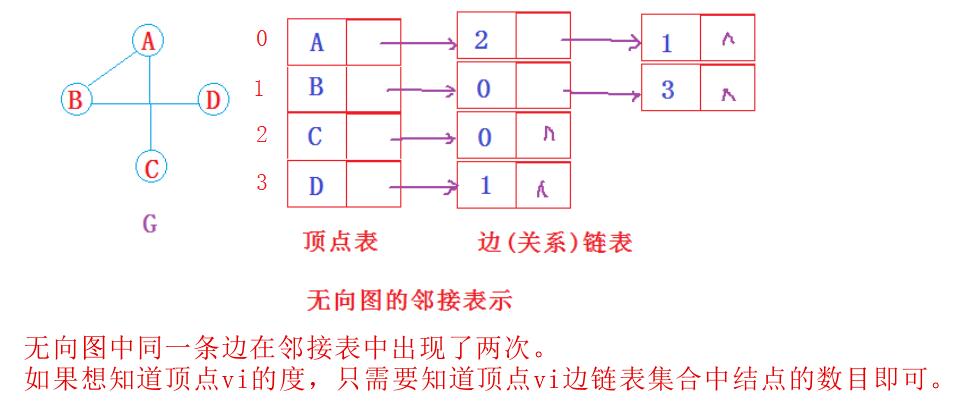 A
B
D
C
G
0 A 2 1 ∧
1 B 0 3 ∧
2 C 0 ∧
3 D 1 ∧
顶点表 边(关系)链表
无向图的邻接表示
无向图中同一条边在邻接表中出现了两次。
如果想知道顶点vi的度，只需要知道顶点vi边链表集合中结点的数目即可。